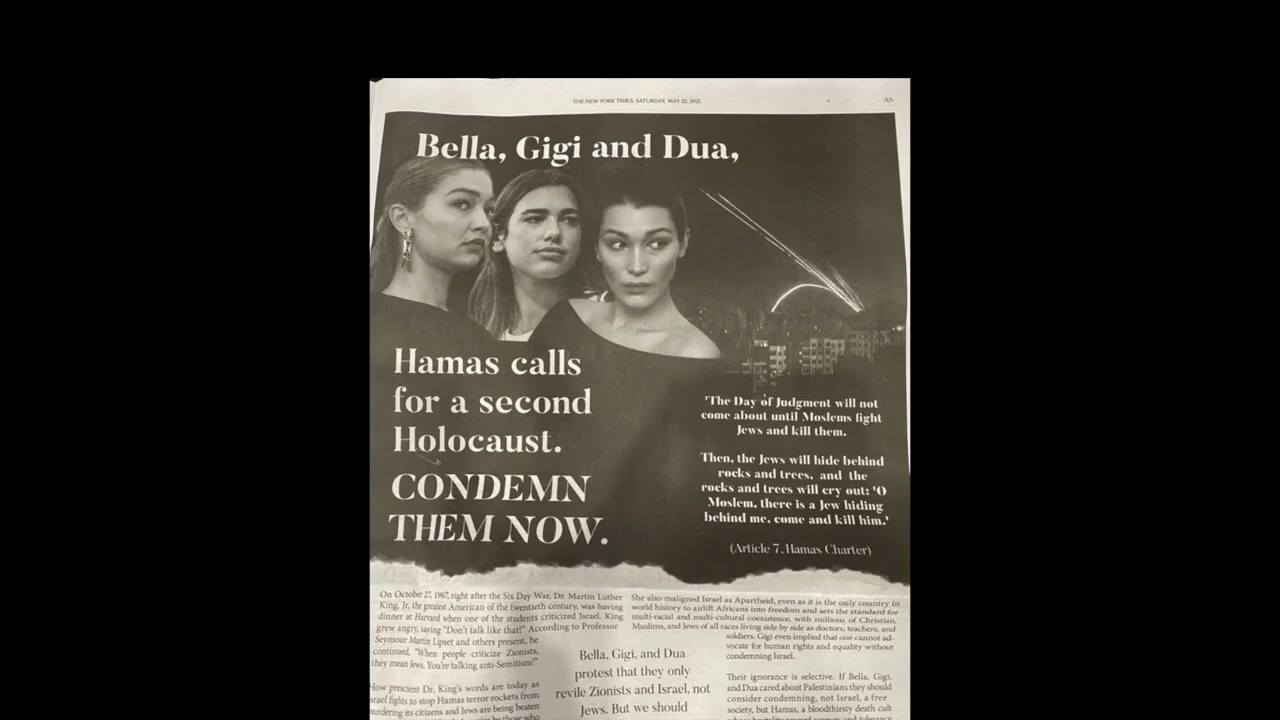 THE NEW YORK TIMES, SATURDAY, MAY 22, 2021
N
A5
Bella, Gigi and Dua,
Hamas calls
for a second
Holocaust.
CONDEMN
THEM NOW.
'The Day of Judgment will not
come about until Moslems fight
Jews and kill them.
Then, the Jews will hide behind
rocks and trees, and the
rocks and trees will cry out: 'O
Moslem, there is a Jew hiding
behind me, come and kill him.'
(Article 7, Hamas Charter)
On October 27, 1967, right after the Six Day War, Dr. Martin Luther
King, Jr, the greatest American of the twentieth century, was having
dinner at Harvard when one of the students criticized Israel. King
grew angry, saying "Don't talk like that!" According to Professor
Seymour Martin Lipset and others present, he
continued, "When people criticize Zionists,
they mean Jews. You're talking anti-Semitism!"
How prescient Dr. King's words are today as
Israel fights to stop Hamas terror rockets from
murdering its citizens and Jews are being beaten
by those who
Bella, Gigi, and Dua
protest that they only
revile Zionists and Israel, not
Jews. But we should
She also maligned Israel as Apartheid, even as it is the only country in
world history to airlift Africans into freedom and sets the standard for
multi-racial and multi-cultural coexistence, with millions of Christian,
Muslims, and Jews of all races living side by side as doctors, teachers, and
soldiers. Gigi even implied that one cannot ad-
vocate for human rights and equality without
condemning Israel.
Their ignorance is selective. If Bella, Gigi,
and Dua cared about Palestinians they should
consider condemning, not Israel, a free
society, but Hamas, a bloodthirsty death cult